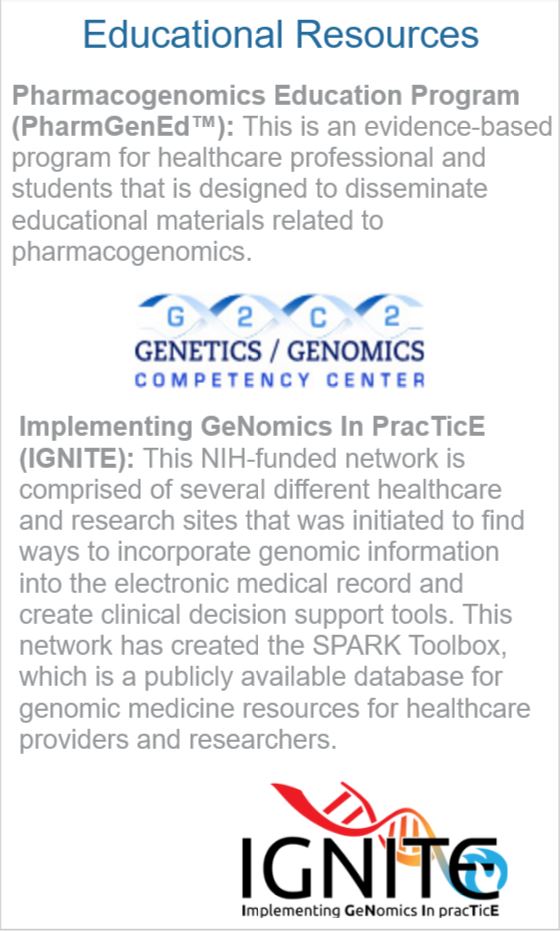 Educational Resources
Pharmacogenomics Education Program
(PharmGenEd™): This is an evidence-based
program for healthcare professional and
students that is designed to disseminate
educational materials related to
pharmacogenomics.
G 2 C 2
GENETICS / GENOMICS
COMPETENCY CENTER
Implementing GeNomics In PracTicE
(IGNITE): This NIH-funded network is
comprised of several different healthcare
and research sites that was initiated to find
ways to incorporate genomic information
into the electronic medical record and
create clinical decision support tools. This
network has created the SPARK Toolbox,
which is a publicly available database for
genomic medicine resources for healthcare
providers and researchers.
IGNITE
Implementing GeNomics In pracTicE